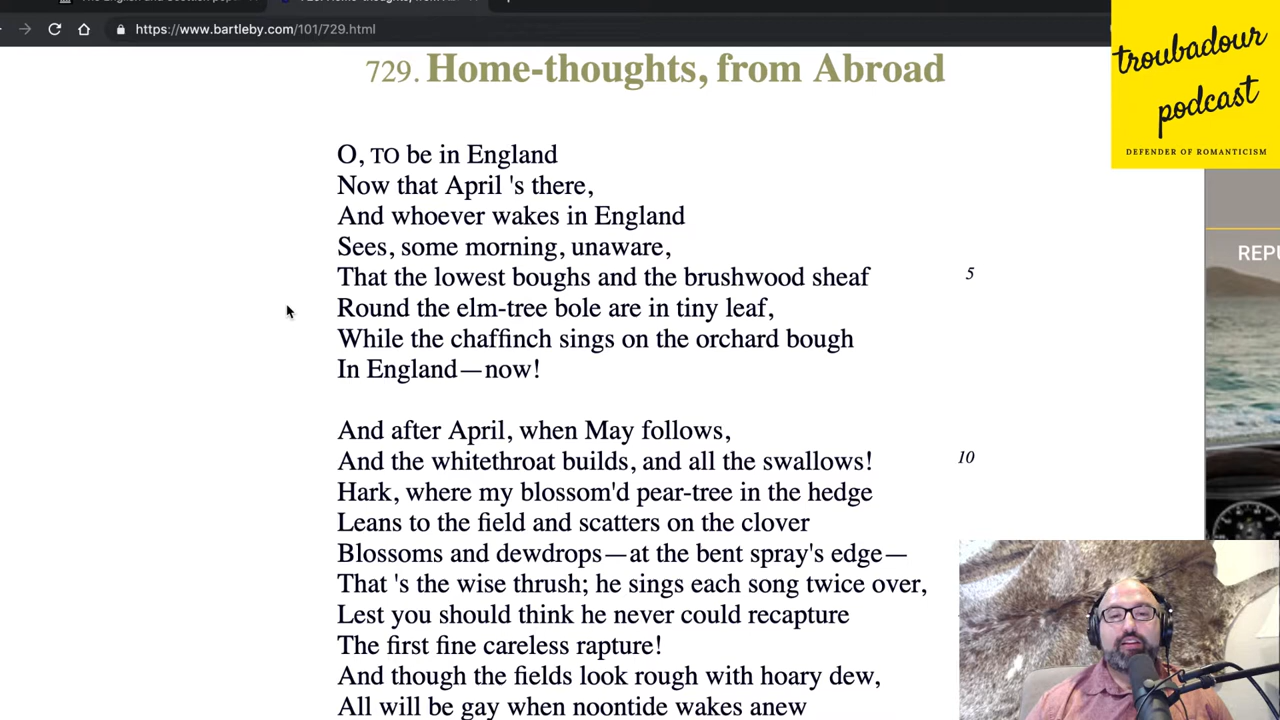 https://www.bartleby.com/101/729.html
troubadour
podcast
DEFENDER OF ROMANTICISM
729. Home-thoughts, from Abroad
O, TO be in England
Now that April 's there,
And whoever wakes in England
Sees, some morning, unaware,
That the lowest boughs and the brushwood sheaf 5
Round the elm-tree bole are in tiny leaf,
While the chaffinch sings on the orchard bough
In England—now!
And after April, when May follows,
And the whitethroat builds, and all the swallows! 10
Hark, where my blossom'd pear-tree in the hedge
Leans to the field and scatters on the clover
Blossoms and dewdrops—at the bent spray's edge—
That 's the wise thrush; he sings each song twice over,
Lest you should think he never could recapture
The first fine careless rapture!
And though the fields look rough with hoary dew,
All will be gay when noontide wakes anew